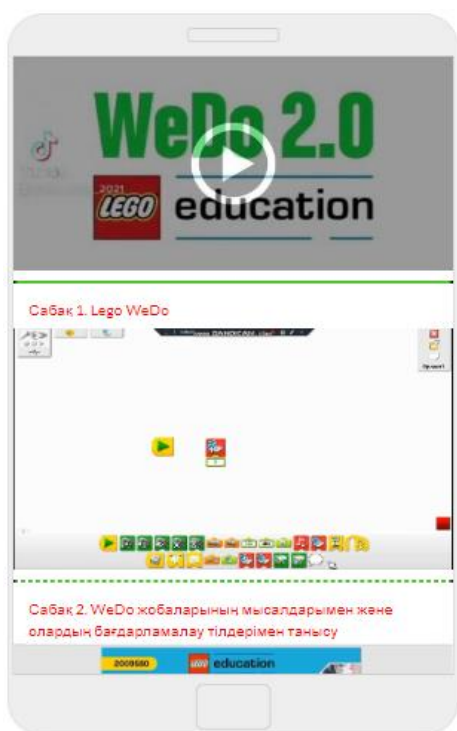 WeDo 2.0
2021
LEGO education
Сабақ 1. Lego WeDo
Сабақ 2. WeDo жобаларының мысалдарымен және
олардың бағдарламалау тілдерімен танысу
2009580 LEGO education